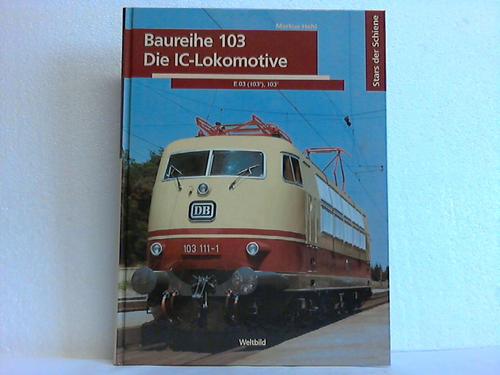 Markus Hehl
Baureihe 103
Die IC-Lokomotive
E 03 (103⁰), 103¹
Stars der Schiene
DB
103 111-1
Weltbild